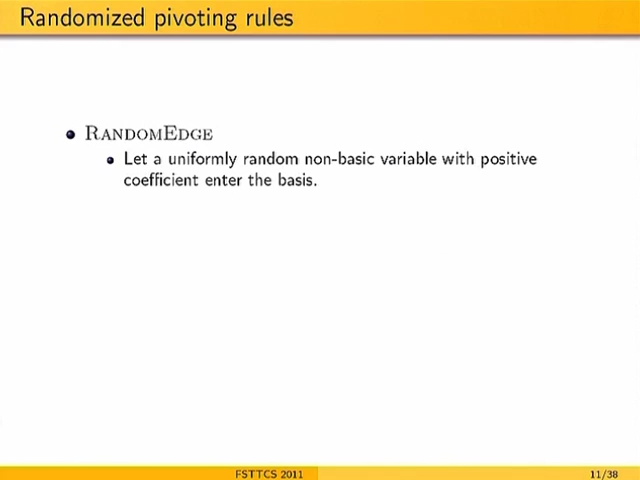 Randomized pivoting rules
RandomEdge
Let a uniformly random non-basic variable with positive
coefficient enter the basis.
FSTTCS 2011
11/38